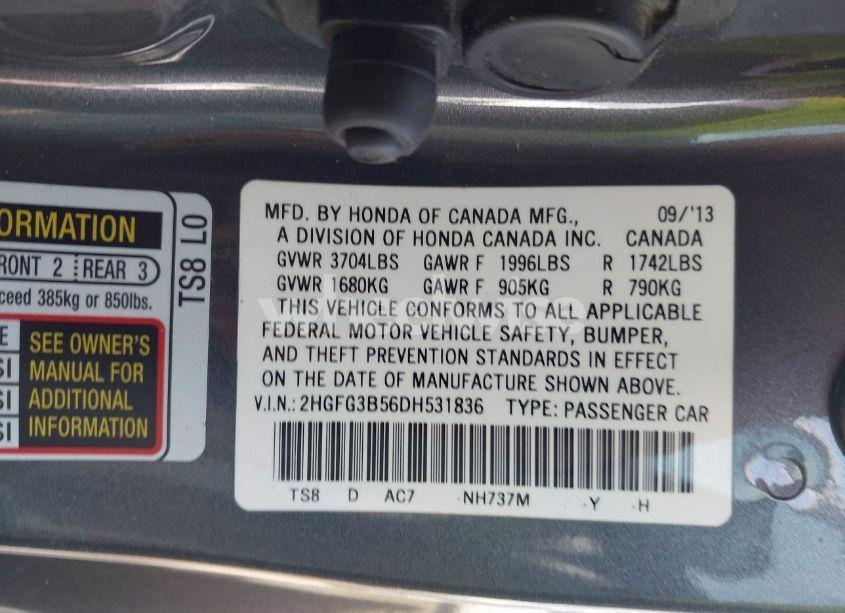 ORMATION
RONT 2 REAR 3
ceed 385kg or 850lbs.
E
SI
SI
SI
SEE OWNER'S
MANUAL FOR
ADDITIONAL
INFORMATION
TS8 L0
MFD. BY HONDA OF CANADA MFG., 09/'13
A DIVISION OF HONDA CANADA INC. CANADA
GVWR 3704LBS GAWR F 1996LBS R 1742LBS
GVWR 1680KG GAWR F 905KG R 790KG
THIS VEHICLE CONFORMS TO ALL APPLICABLE
FEDERAL MOTOR VEHICLE SAFETY, BUMPER,
AND THEFT PREVENTION STANDARDS IN EFFECT
ON THE DATE OF MANUFACTURE SHOWN ABOVE.
V.I.N.: 2HGFG3B56DH531836 TYPE: PASSENGER CAR
TS8 D AC7 -NH737M -Y -H